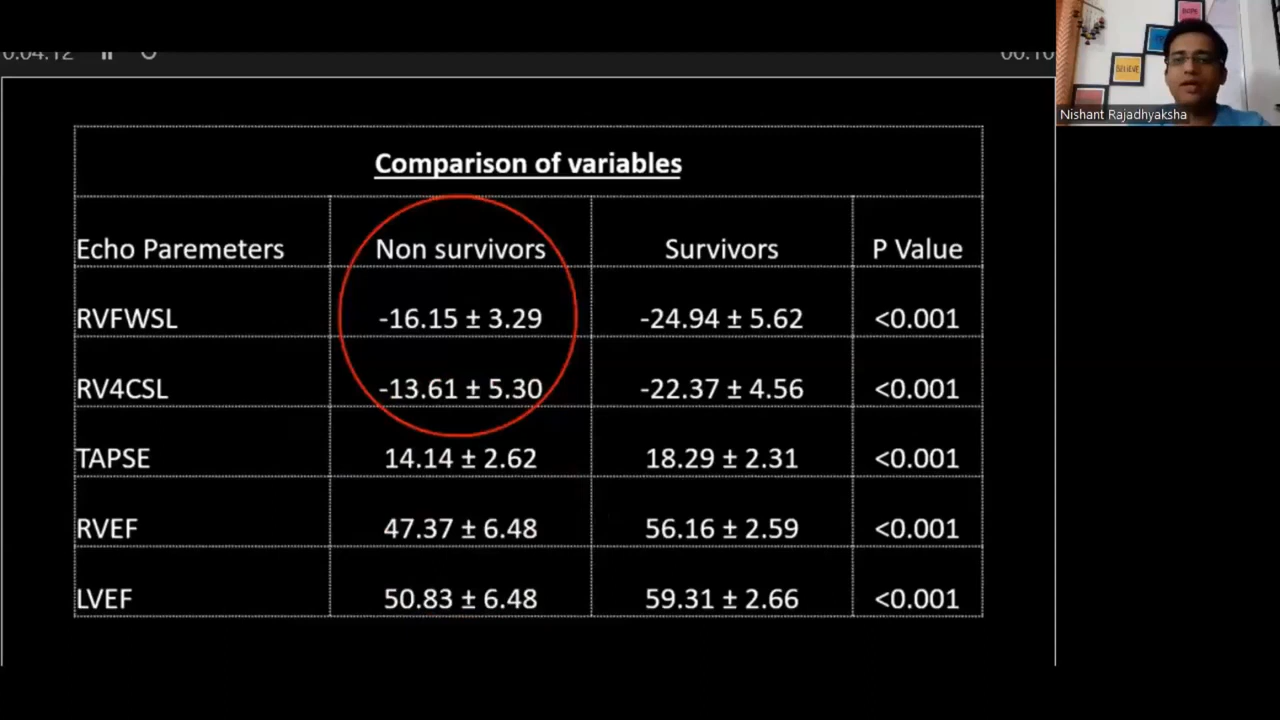 Comparison of variables
Echo Paremeters Non survivors Survivors P Value
RVFWSL -16.15 ± 3.29 -24.94 ± 5.62 <0.001
RV4CSL -13.61 ± 5.30 -22.37 ± 4.56 <0.001
TAPSE 14.14 ± 2.62 18.29 ± 2.31 <0.001
RVEF 47.37 ± 6.48 56.16 ± 2.59 <0.001
LVEF 50.83 ± 6.48 59.31 ± 2.66 <0.001
BELIEVE
Nishant Rajadhyaksha